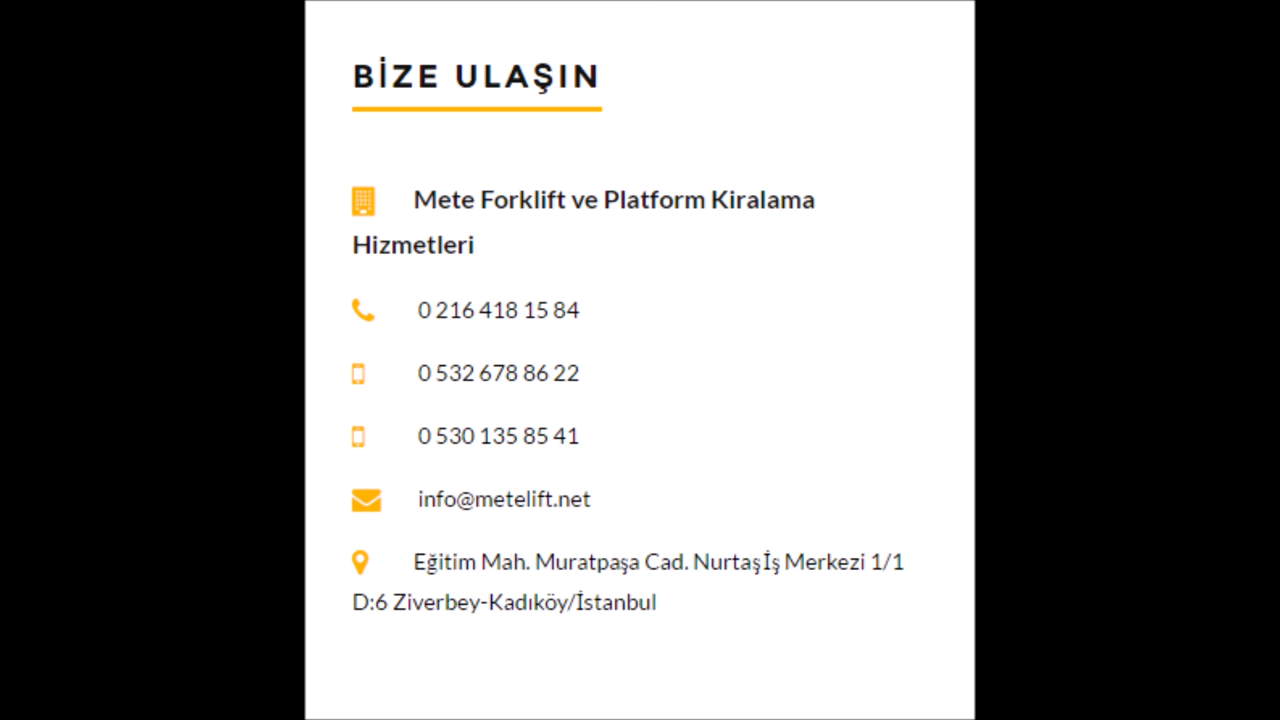 BİZE ULAŞIN
Mete Forklift ve Platform Kiralama
Hizmetleri
0 216 418 15 84
0 532 678 86 22
0 530 135 85 41
info@metelift.net
Eğitim Mah. Muratpaşa Cad. Nurtaş İş Merkezi 1/1
D:6 Ziverbey-Kadıköy/İstanbul